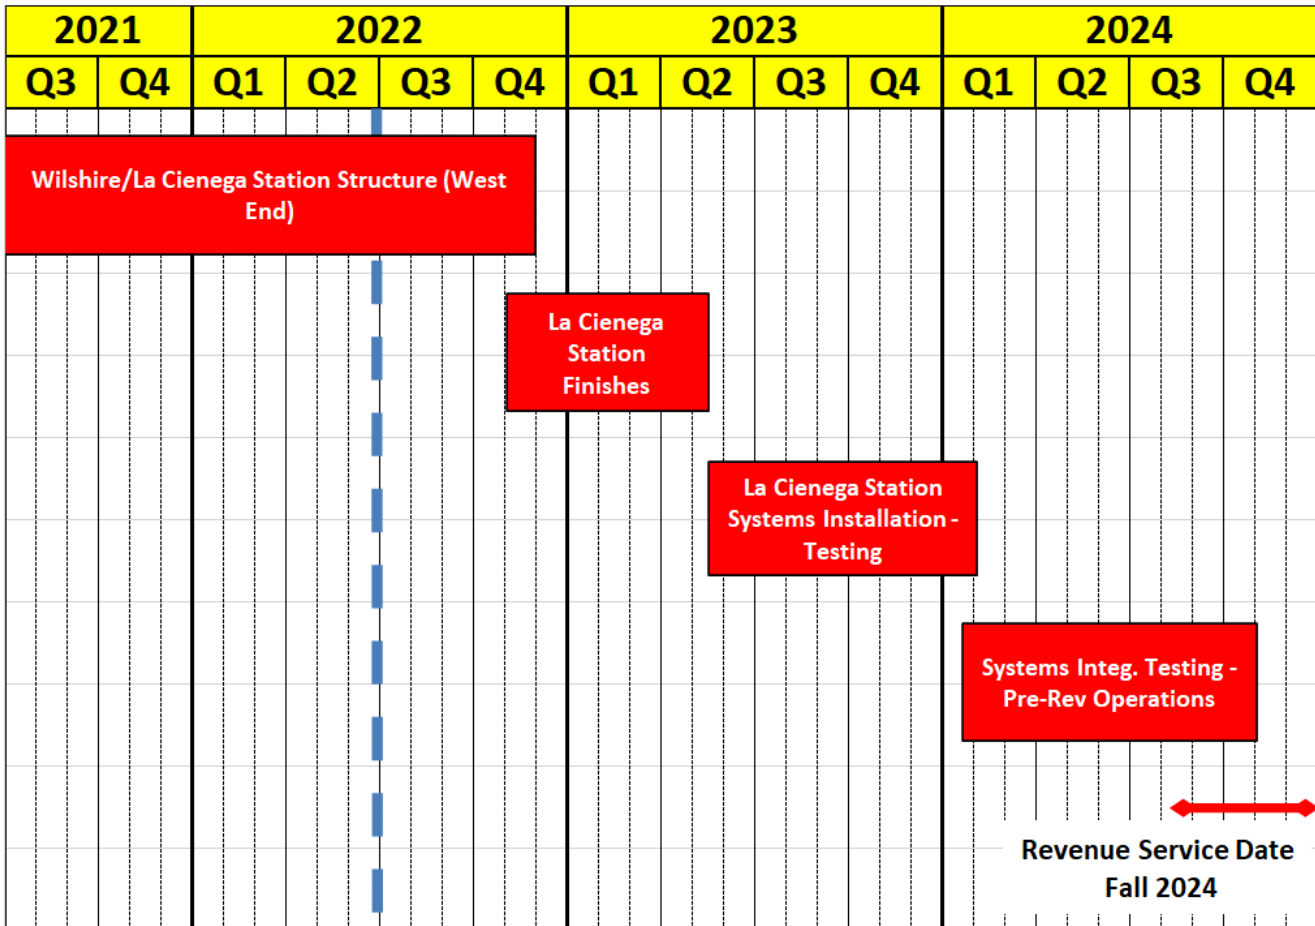 2021 2022 2023 2024
Q3 Q4 Q1 Q2 Q3 Q4 Q1 Q2 Q3 Q4 Q1 Q2 Q3 Q4
Wilshire/La Cienega Station Structure (West
End)
La Cienega
Station
Finishes
La Cienega Station
Systems Installation -
Testing
Systems Integ. Testing -
Pre-Rev Operations
Revenue Service Date
Fall 2024